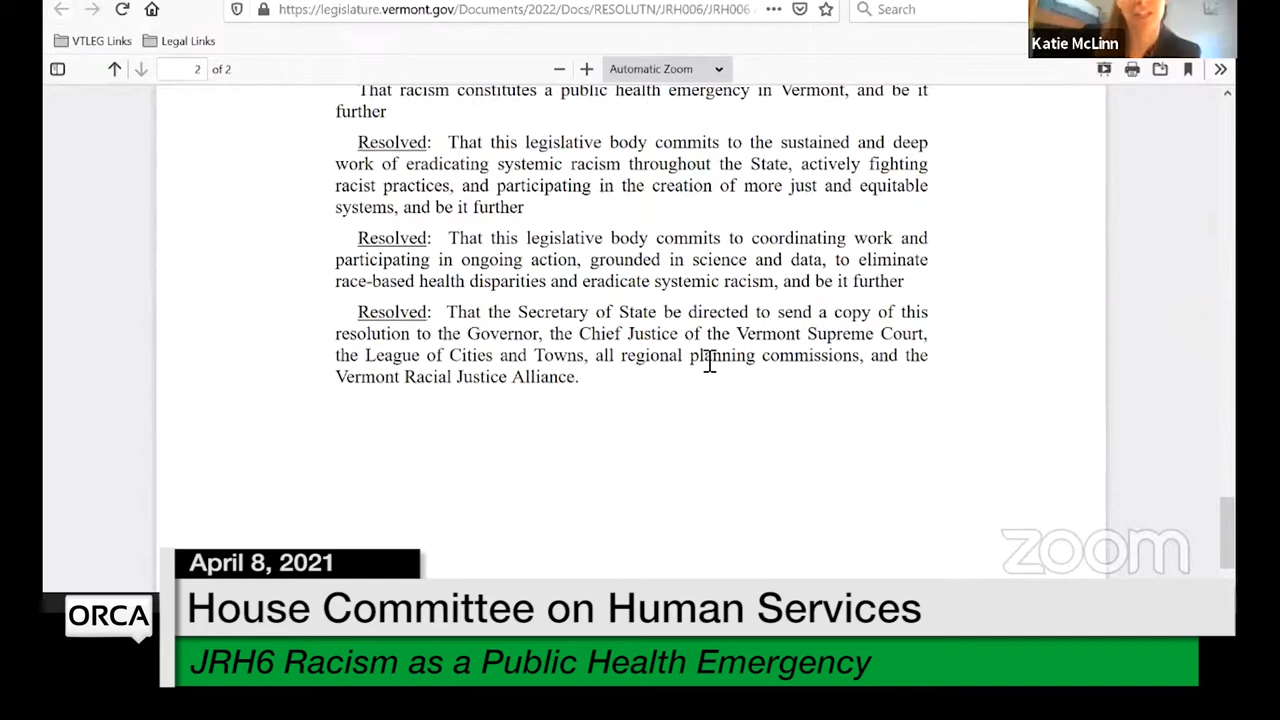 https://legislature.vermont.gov/Documents/2022/Docs/RESOLUTN/JRH006/JRH006
Search
Katie McLinn
VTLEG Links
Legal Links
2 of 2
Automatic Zoom
That racism constitutes a public health emergency in Vermont, and be it
further
Resolved: That this legislative body commits to the sustained and deep
work of eradicating systemic racism throughout the State, actively fighting
racist practices, and participating in the creation of more just and equitable
systems, and be it further
Resolved: That this legislative body commits to coordinating work and
participating in ongoing action, grounded in science and data, to eliminate
race-based health disparities and eradicate systemic racism, and be it further
Resolved: That the Secretary of State be directed to send a copy of this
resolution to the Governor, the Chief Justice of the Vermont Supreme Court,
the League of Cities and Towns, all regional planning commissions, and the
Vermont Racial Justice Alliance.
zoom
April 8, 2021
ORCA
House Committee on Human Services
JRH6 Racism as a Public Health Emergency